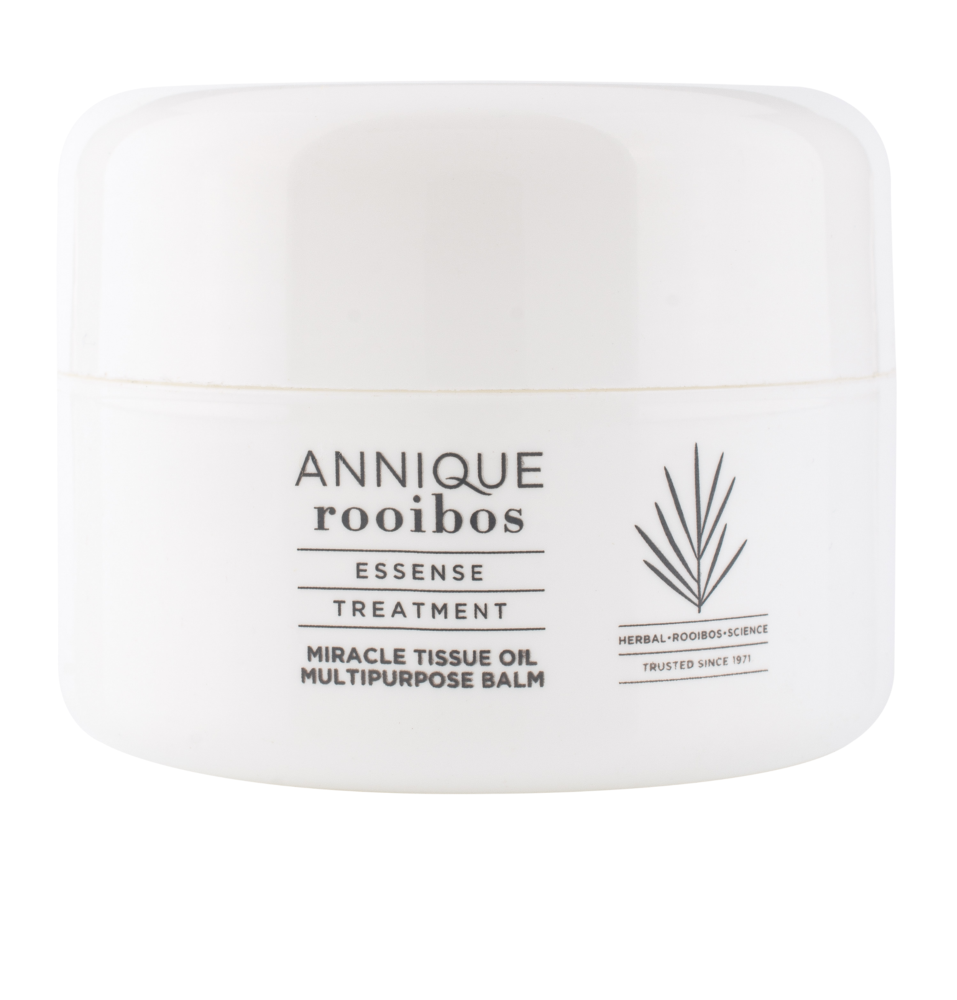 ANNIQUE
rooibos
ESSENSE
TREATMENT
MIRACLE TISSUE OIL
MULTIPURPOSE BALM
HERBAL•ROOIBOS•SCIENCE
TRUSTED SINCE 1971